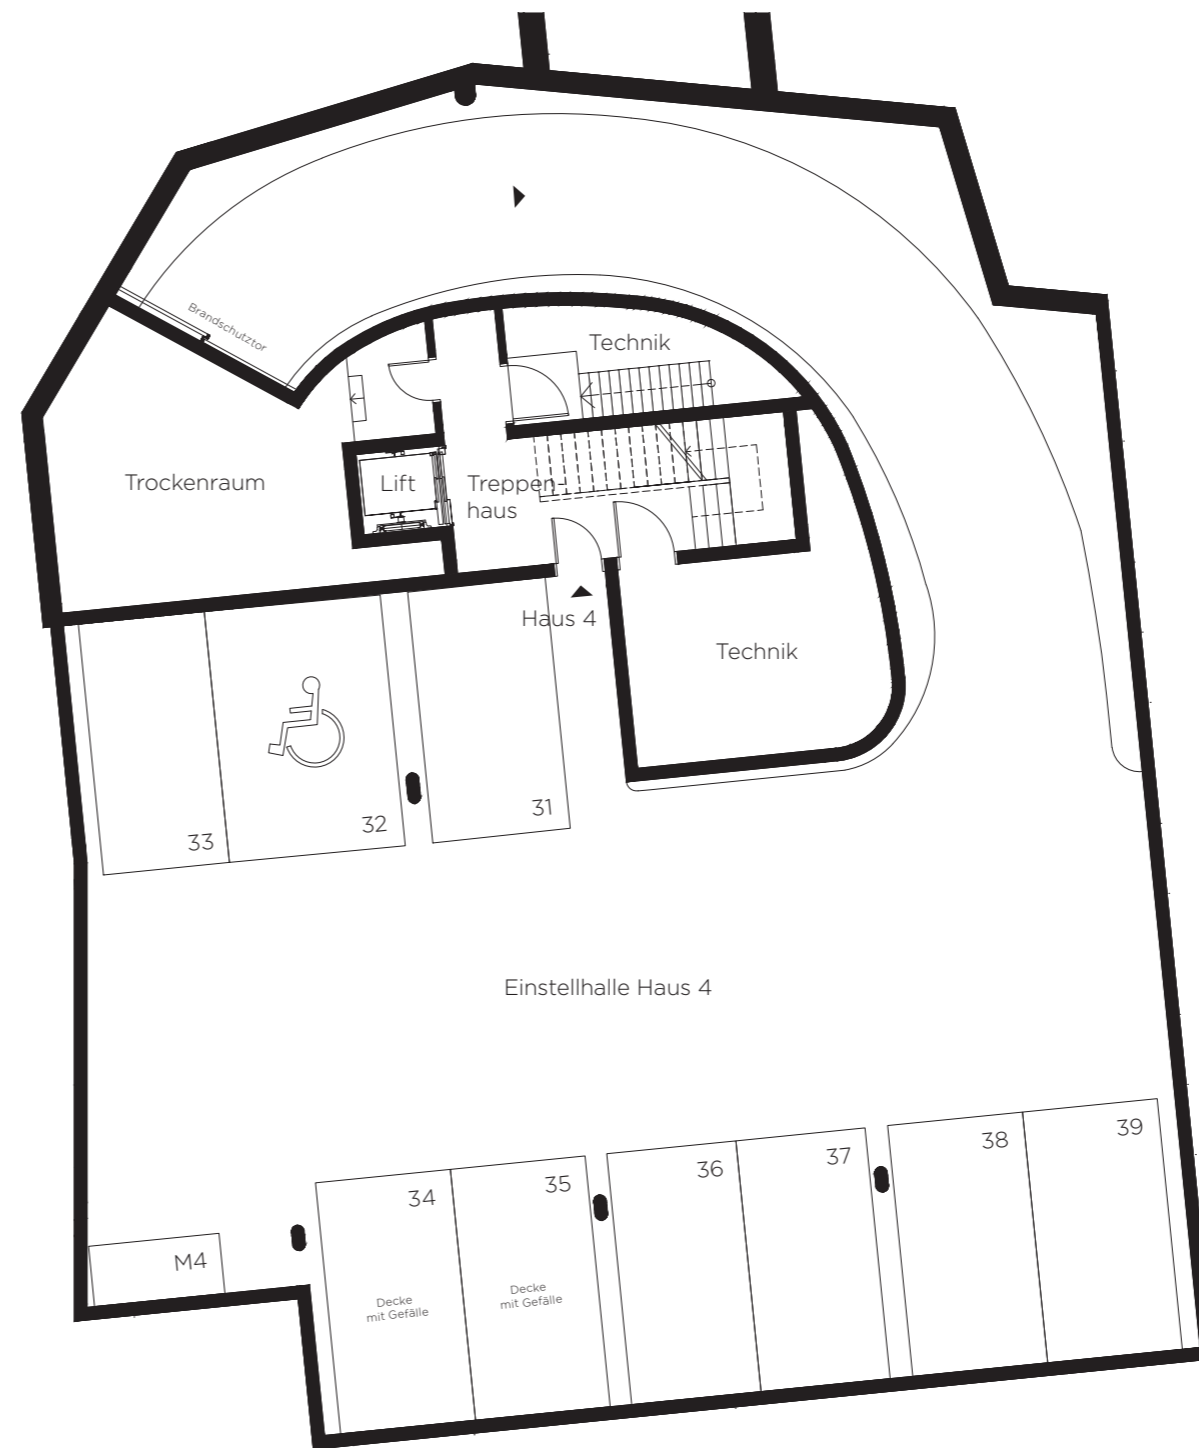 Brandschutztor
Technik
Trockenraum
Lift
Treppen-
haus
Haus 4
Technik
33
32
31
Einstellhalle Haus 4
34
35
36
37
38
39
M4
Decke
mit Gefälle
Decke
mit Gefälle